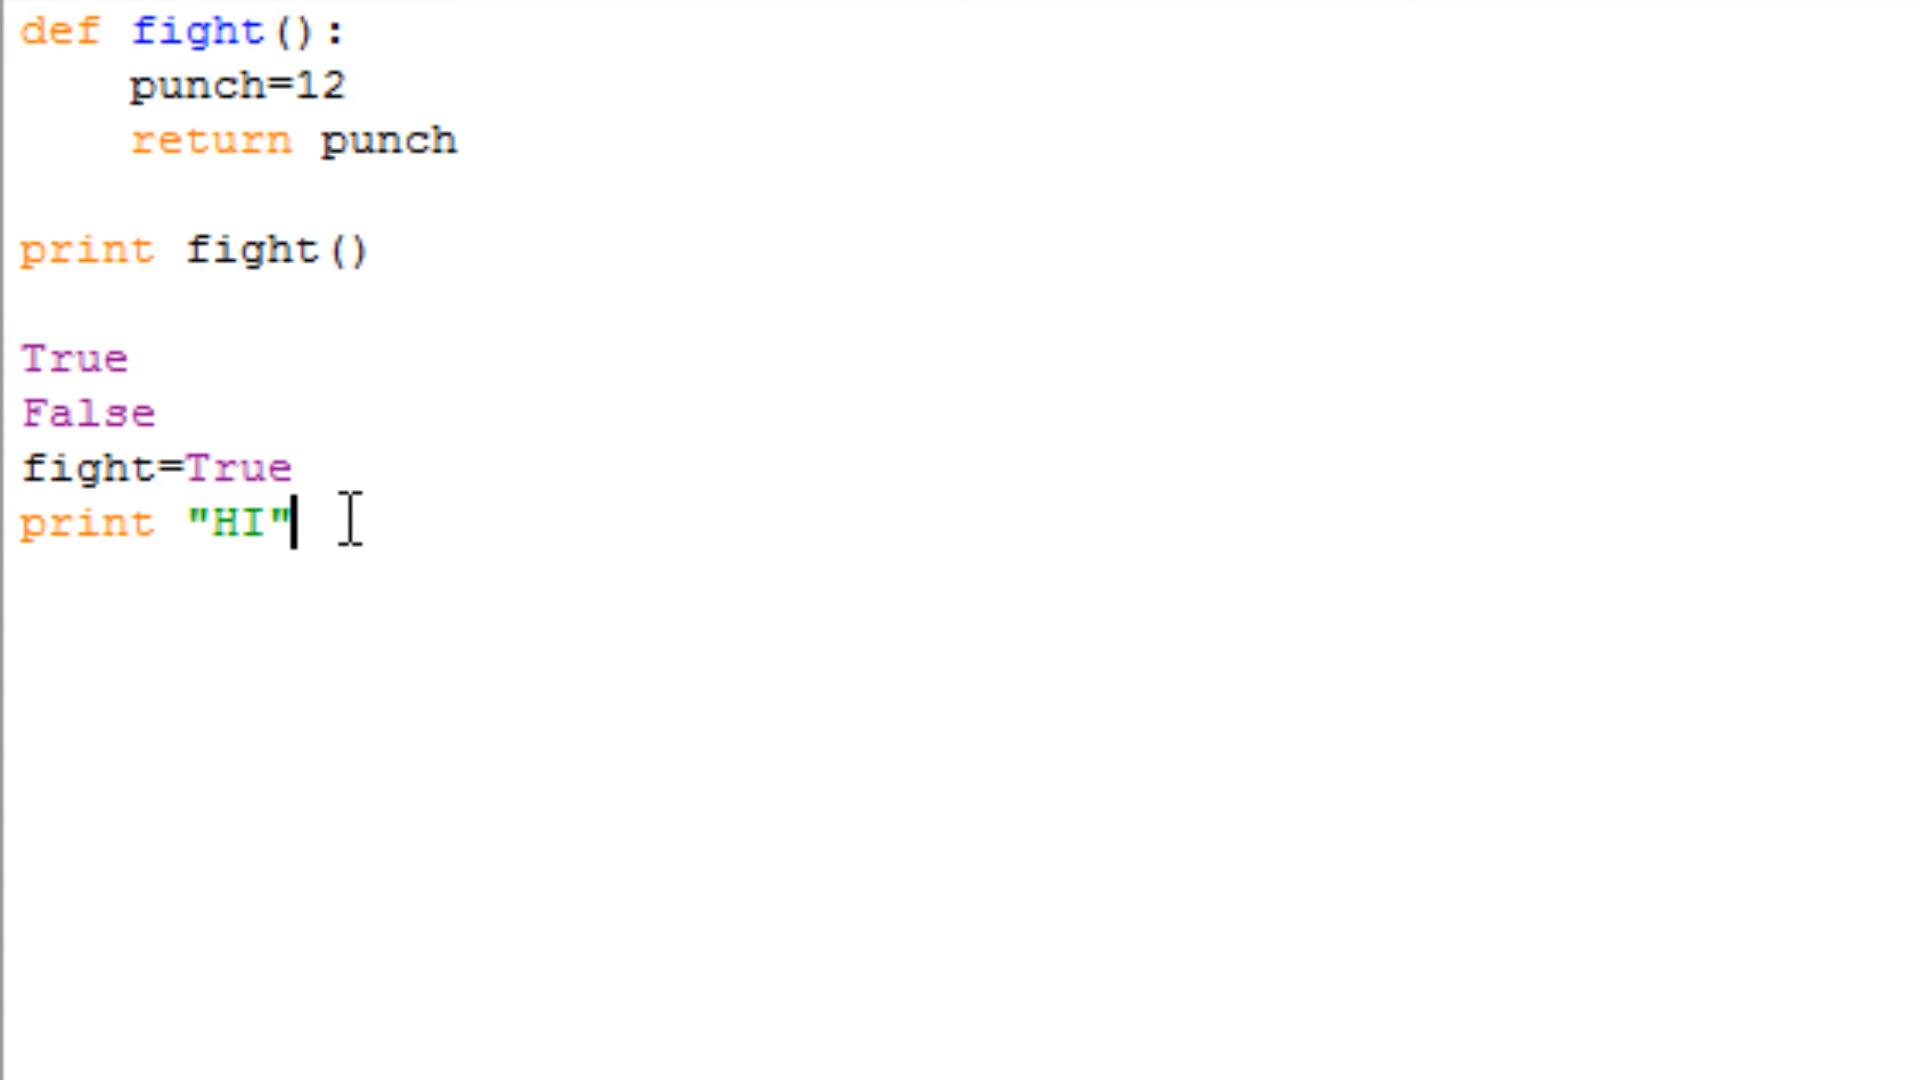 def fight():
    punch=12
    return punch

print fight()

True
False
fight=True
print "HI"